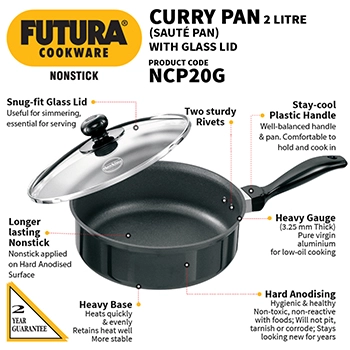 FUTURA®
COOKWARE
NONSTICK
CURRY PAN 2 LITRE
(SAUTÉ PAN)
WITH GLASS LID
PRODUCT CODE
NCP20G
Snug-fit Glass Lid
Useful for simmering,
essential for serving
Two sturdy
Rivets
Stay-cool
Plastic Handle
Well-balanced handle
& pan. Comfortable to
hold and cook in
Longer
lasting
Nonstick
Nonstick applied
on Hard Anodised
Surface
Heavy Gauge
(3.25 mm Thick)
Pure virgin
aluminium
for low-oil cooking
2
YEAR
GUARANTEE
Heavy Base
Heats quickly
& evenly
Retains heat well
More stable
Hard Anodising
Hygienic & healthy
Non-toxic, non-reactive
with foods; Will not pit,
tarnish or corrode; Stays
looking new for years